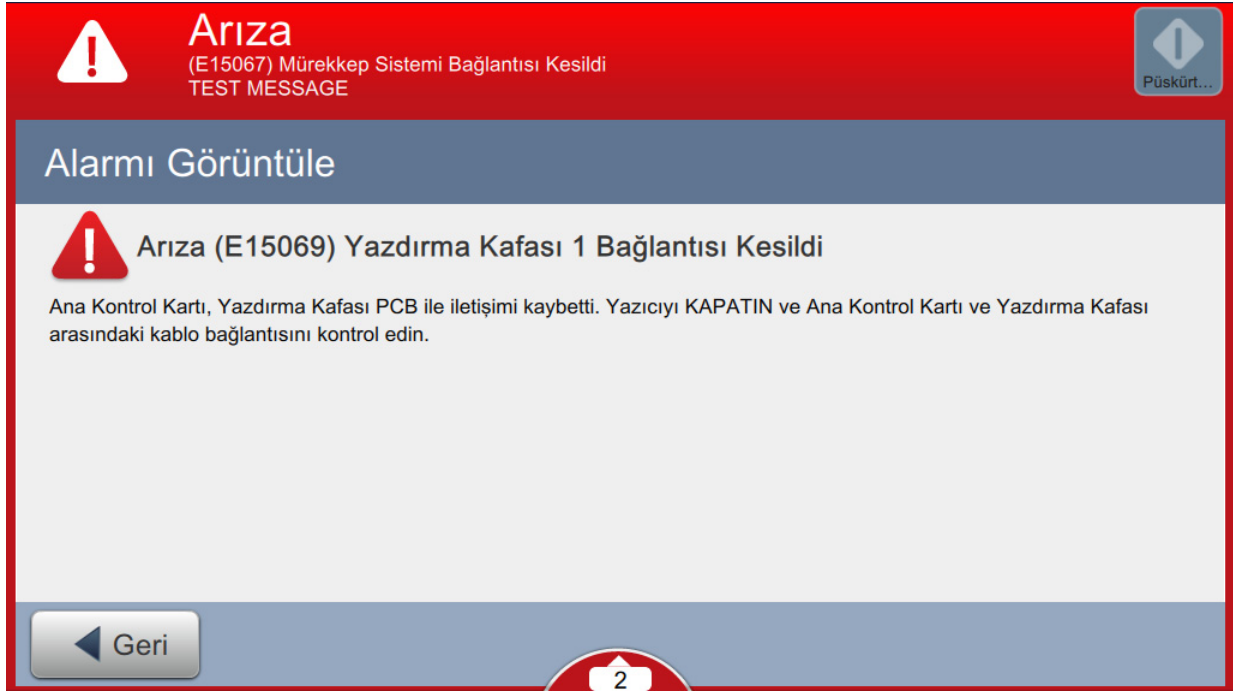 Arıza
(E15067) Mürekkep Sistemi Bağlantısı Kesildi
TEST MESSAGE
Püskürt...
Alarmı Görüntüle
Arıza (E15069) Yazdırma Kafası 1 Bağlantısı Kesildi
Ana Kontrol Kartı, Yazdırma Kafası PCB ile iletişimi kaybetti. Yazıcıyı KAPATIN ve Ana Kontrol Kartı ve Yazdırma Kafası
arasındaki kablo bağlantısını kontrol edin.
Geri
2